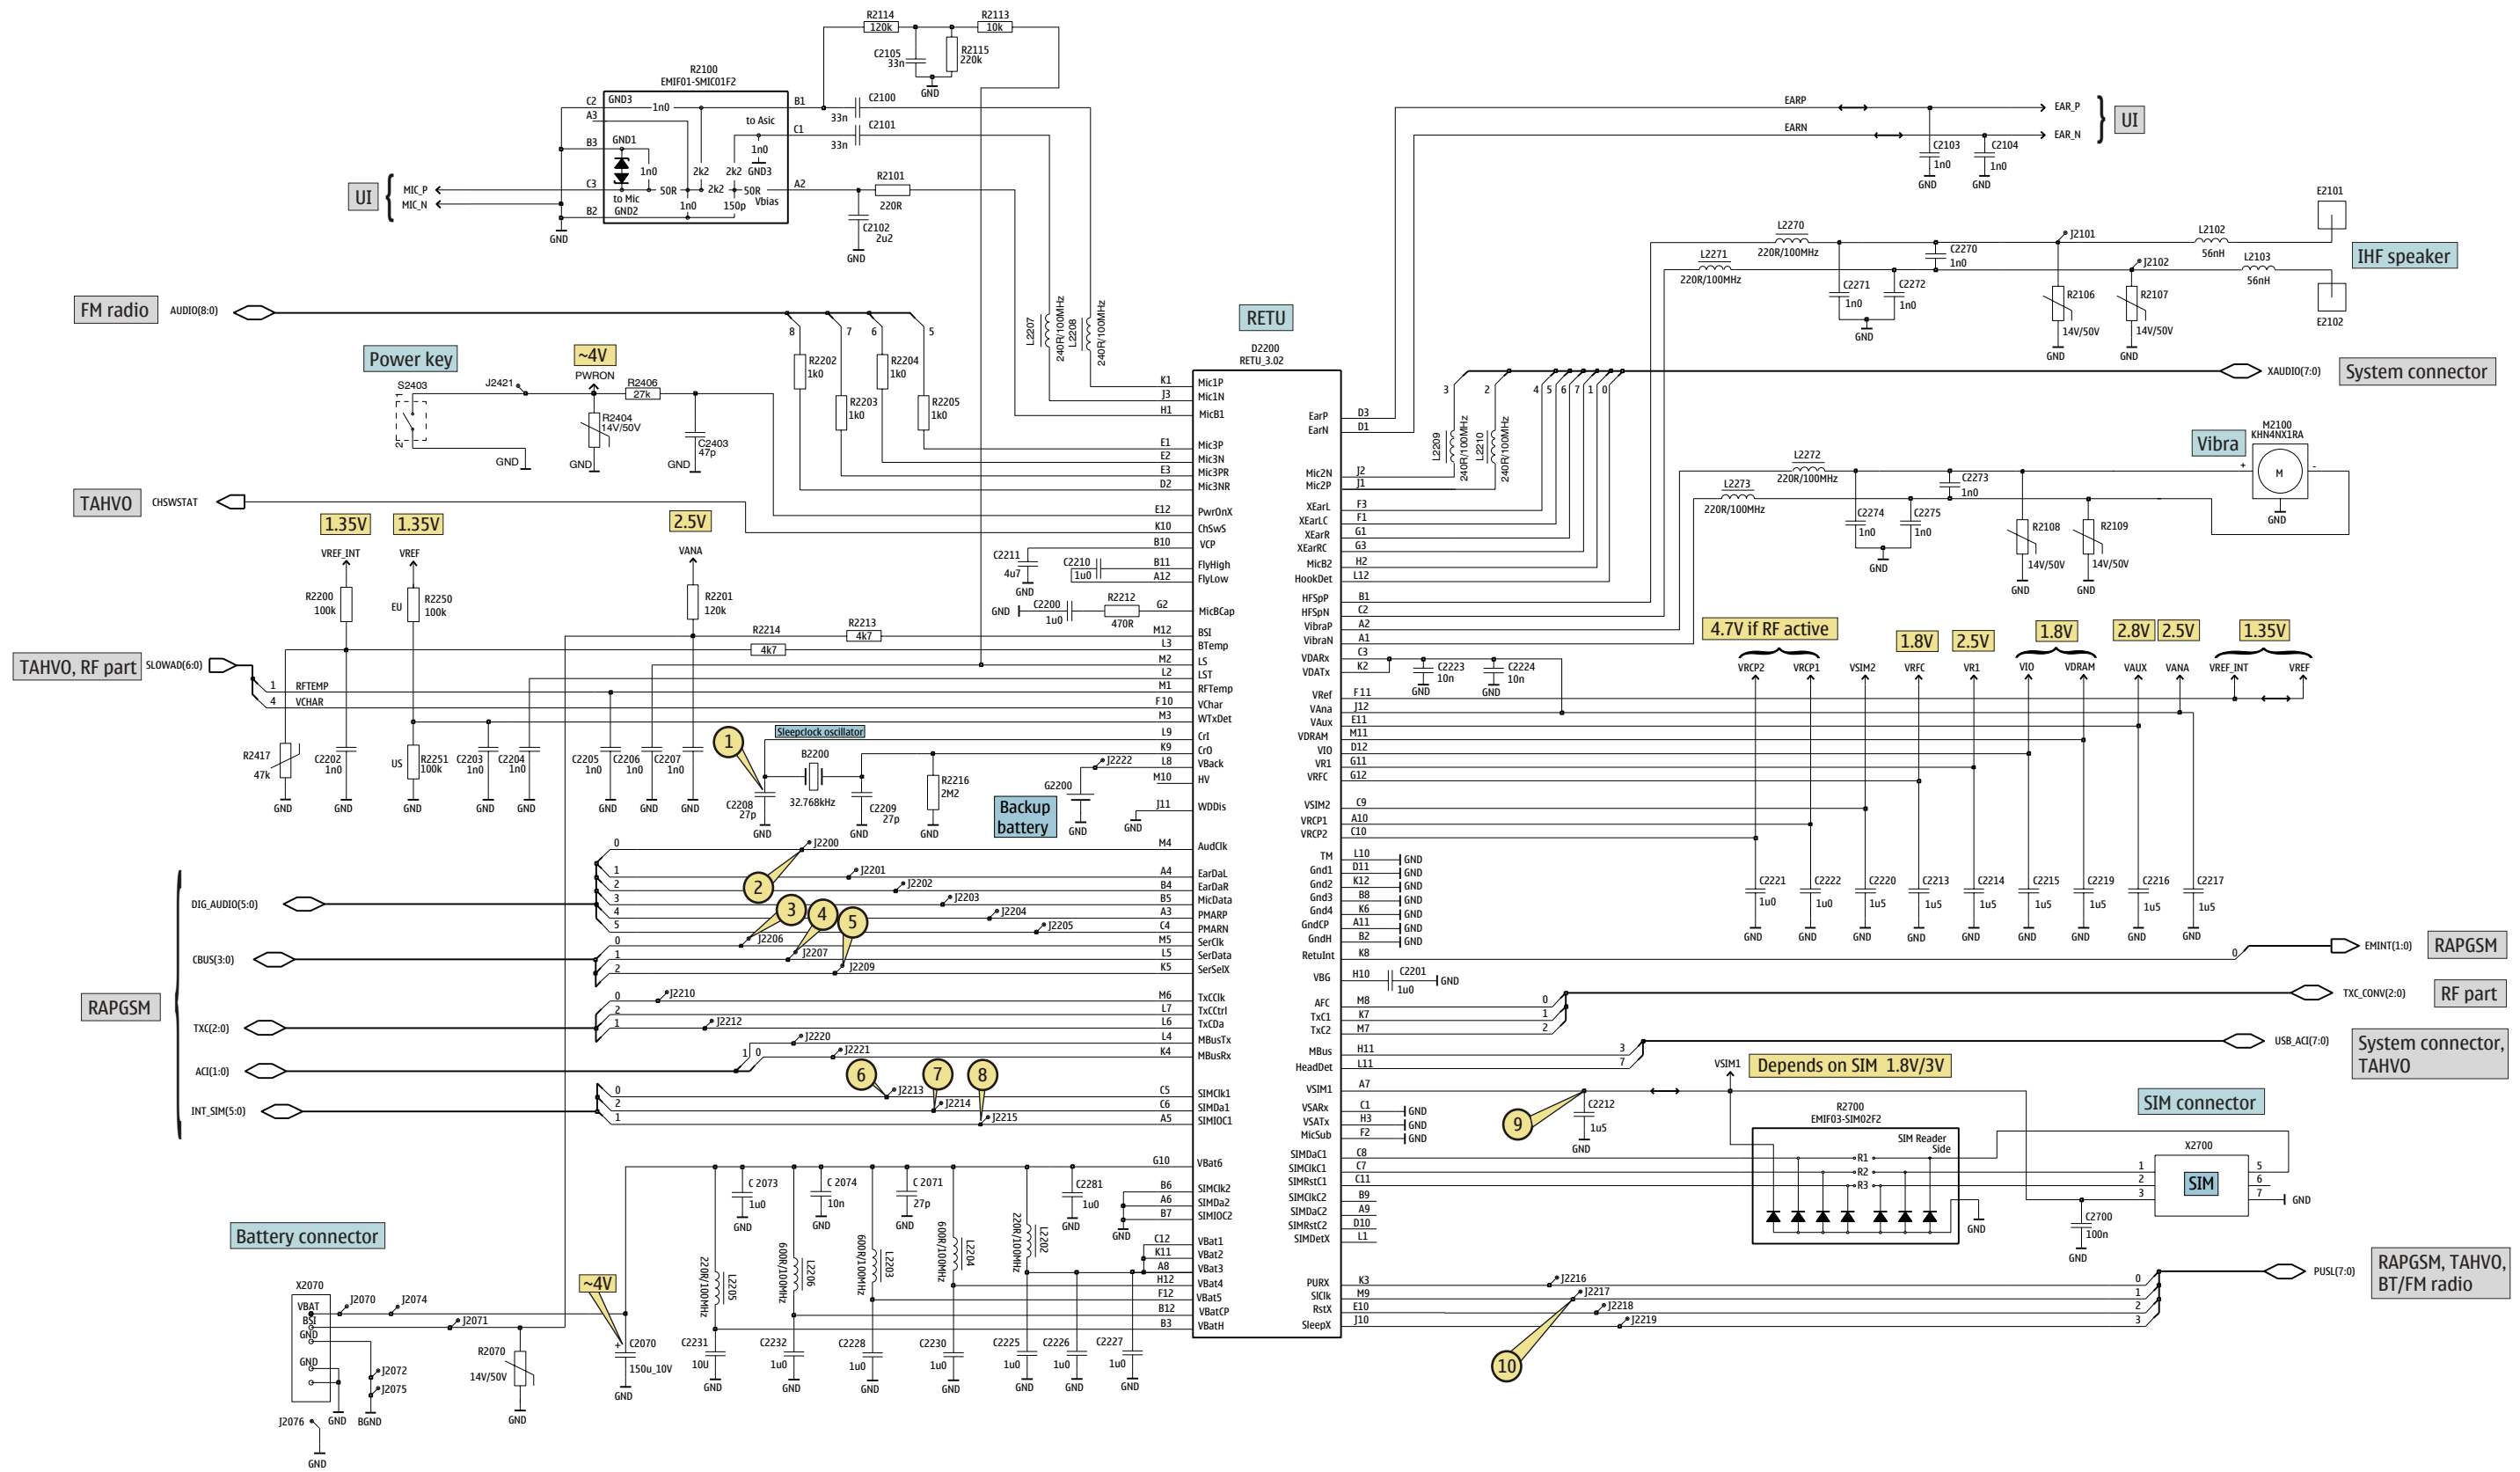 R2114
120k
R2113
10k
C2105
33n
R2115
220k
GND
R2100
EMIF01-SMIC01F2
C2
GND3
1n0
B1
C2100
33n
A3
to Asic
C1
C2101
33n
B3
GND1
1n0
1n0
GND3
2k2
2k2
C3
50R
2k2
50R
A2
to Mic
Vbias
B2
GND2
1n0
150p
GND
R2101
220R
C2102
2u2
GND
UI
MIC_P
MIC_N
EARP
EAR_P
EARN
EAR_N
UI
C2103
1n0
GND
C2104
1n0
GND
E2101
L2270
220R/100MHz
J2101
L2102
56nH
L2271
220R/100MHz
C2270
1n0
J2102
L2103
56nH
IHF speaker
C2271
1n0
C2272
1n0
GND
R2106
14V/50V
GND
R2107
14V/50V
GND
E2102
FM radio
AUDIO(8:0)
8
7
6
5
R2202
1k0
R2204
1k0
R2203
1k0
R2205
1k0
L2207
240R/100MHz
L2208
240R/100MHz
RETU
D2200
RETU_3.02
XAUDIO(7:0)
System connector
3
2
4
5
6
7
1
0
L2209
240R/100MHz
L2210
240R/100MHz
Power key
~4V
S2403
1
2
J2421
PWRON
R2406
27k
R2404
14V/50V
C2403
47p
GND
GND
GND
K1
Mic1P
J3
Mic1N
H1
MicB1
E1
Mic3P
E2
Mic3N
E3
Mic3PR
D2
Mic3NR
E12
PwrOnX
K10
ChSwS
B10
VCP
B11
FlyHigh
A12
FlyLow
G2
MicBCap
M12
BSI
L3
BTemp
M2
LS
L2
LST
M1
RFTemp
F10
VChar
M3
WTxDet
L9
CrI
K9
CrO
L8
VBack
M10
HV
J11
WDDis
EarP
D3
EarN
D1
Mic2N
J2
Mic2P
J1
XEarL
F3
XEarLC
F1
XEarR
G1
XEarRC
G3
MicB2
H2
HookDet
L12
HFSpP
B1
HFSpN
C2
VibraP
A2
VibraN
A1
VDARx
C3
VDATx
K2
VRef
F11
VAna
J12
VAux
E11
VDRAM
M11
VIO
D12
VR1
G11
VRFC
G12
VSIM2
C9
VRCP1
A10
VRCP2
C10
Vibra
M2100
KHN4NX1RA
+
M
-
GND
L2272
220R/100MHz
L2273
220R/100MHz
C2273
1n0
C2274
1n0
C2275
1n0
GND
R2108
14V/50V
GND
R2109
14V/50V
GND
TAHVO
CHSWSTAT
1.35V
1.35V
2.5V
VREF_INT
VREF
VANA
R2200
100k
EU
R2250
100k
R2201
120k
C2211
4u7
GND
C2210
1u0
GND
C2200
1u0
R2212
470R
R2214
4k7
R2213
4k7
TAHVO, RF part
SLOWAD(6:0)
1
RFTEMP
4
VCHAR
R2417
47k
GND
C2202
1n0
GND
US
R2251
100k
GND
C2203
1n0
GND
C2204
1n0
GND
C2205
1n0
GND
C2206
1n0
GND
C2207
1n0
GND
1
Sleepclock oscillator
B2200
32.768kHz
C2208
27p
GND
C2209
27p
GND
R2216
2M2
GND
J2222
G2200
GND
Backup
battery
GND
4.7V if RF active
1.8V
2.5V
1.8V
2.8V
2.5V
1.35V
VRCP2
VRCP1
VSIM2
VRFC
VR1
VIO
VDRAM
VAUX
VANA
VREF_INT
VREF
C2223
10n
GND
C2224
10n
GND
C2221
1u0
GND
C2222
1u0
GND
C2220
1u5
GND
C2213
1u5
GND
C2214
1u5
GND
C2215
1u5
GND
C2219
1u5
GND
C2216
1u5
GND
C2217
1u5
GND
TM
L10
GND
Gnd1
D11
GND
Gnd2
K12
GND
Gnd3
B8
GND
Gnd4
K6
GND
GndCP
A11
GND
GndH
B2
GND
RetuInt
K8
0
EMINT(1:0)
RAPGSM
VBG
H10
C2201
1u0
GND
AFC
M8
0
TxC1
K7
1
TxC2
M7
2
TXC_CONV(2:0)
RF part
MBus
H11
3
HeadDet
L11
7
USB_ACI(7:0)
System connector,
TAHVO
RAPGSM
DIG_AUDIO(5:0)
0
J2200
M4
AudClk
1
J2201
A4
EarDaL
2
J2202
B4
EarDaR
3
J2203
B5
MicData
4
J2204
A3
PMARP
5
J2205
C4
PMARN
2
3
4
5
CBUS(3:0)
0
J2206
M5
SerClk
1
J2207
L5
SerData
2
J2209
K5
SerSelX
TXC(2:0)
0
J2210
M6
TxCClk
2
L7
TxCCtrl
1
J2212
L6
TxCDa
ACI(1:0)
1
0
J2220
L4
MBusTx
J2221
K4
MBusRx
6
7
8
INT_SIM(5:0)
0
J2213
C5
SIMClk1
2
J2214
C6
SIMDa1
1
J2215
A5
SIMIOC1
VSIM1
A7
VSIM1
Depends on SIM 1.8V/3V
9
C2212
1u5
GND
VSARx
C1
GND
VSATx
H3
GND
MicSub
F2
GND
R2700
EMIF03-SIM02F2
SIM Reader
Side
R1
R2
R3
GND
SIM connector
X2700
SIM
1
2
3
5
6
7
GND
C2700
100n
GND
SIMDaC1
C8
SIMClkC1
C7
SIMRstC1
C11
SIMClkC2
B9
SIMDaC2
A9
SIMRstC2
D10
SIMDetX
L1
G10
VBat6
B6
SIMClk2
A6
SIMDa2
B7
SIMIOC2
GND
C12
VBat1
K11
VBat2
A8
VBat3
H12
VBat4
F12
VBat5
B12
VBatCP
B3
VBatH
C 2073
1u0
GND
C 2074
10n
GND
C 2071
27p
GND
C2281
1u0
GND
L2205
220R/100MHz
L2206
600R/100MHz
L2203
600R/100MHz
L2204
600R/100MHz
L2202
220R/100MHz
Battery connector
X2070
VBAT
BSI
GND
GND
J2070
J2074
J2071
J2072
J2075
J2076
GND
GND
BGND
R2070
14V/50V
GND
~4V
+
C2070
150u_10V
GND
C2231
10U
GND
C2232
1u0
GND
C2228
1u0
GND
C2230
1u0
GND
C2225
1u0
GND
C2226
1u0
GND
C2227
1u0
GND
PURX
K3
J2216
0
SlClk
M9
J2217
1
RstX
E10
J2218
2
SleepX
J10
J2219
3
PUSL(7:0)
RAPGSM, TAHVO,
BT/FM radio
10